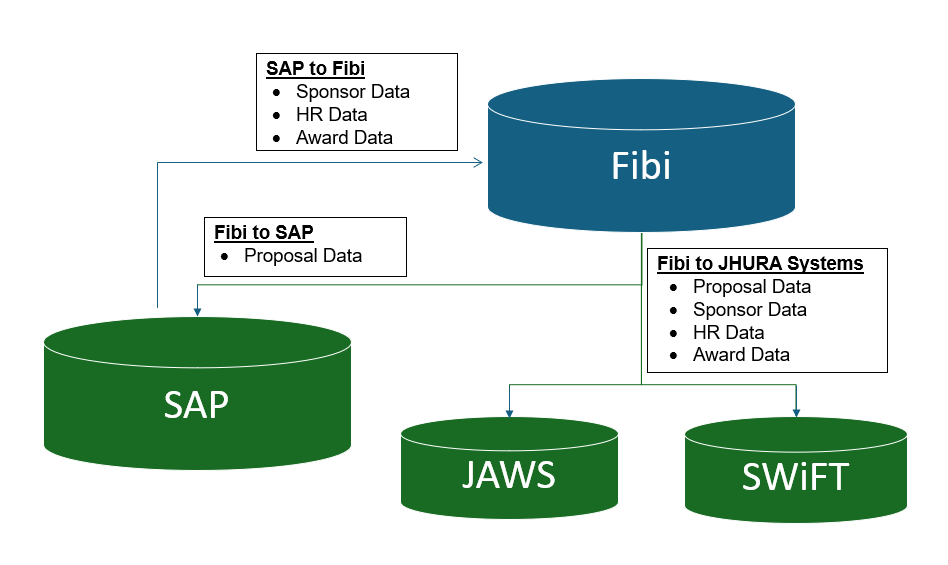 SAP to Fibi
• Sponsor Data
• HR Data
• Award Data
Fibi
Fibi to SAP
• Proposal Data
Fibi to JHURA Systems
• Proposal Data
• Sponsor Data
• HR Data
• Award Data
SAP
JAWS
SWiFT